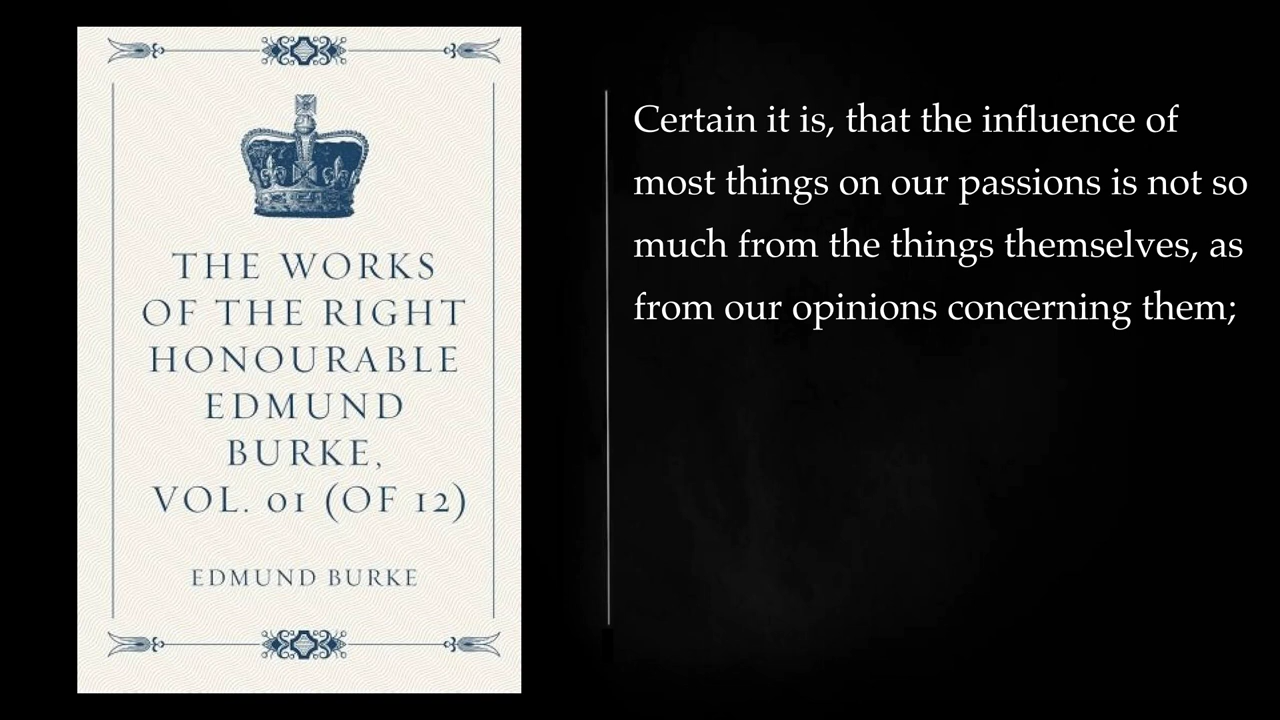 THE WORKS
OF THE RIGHT
HONOURABLE
EDMUND
BURKE,
VOL. 01 (OF 12)
EDMUND BURKE
Certain it is, that the influence of
most things on our passions is not so
much from the things themselves, as
from our opinions concerning them;